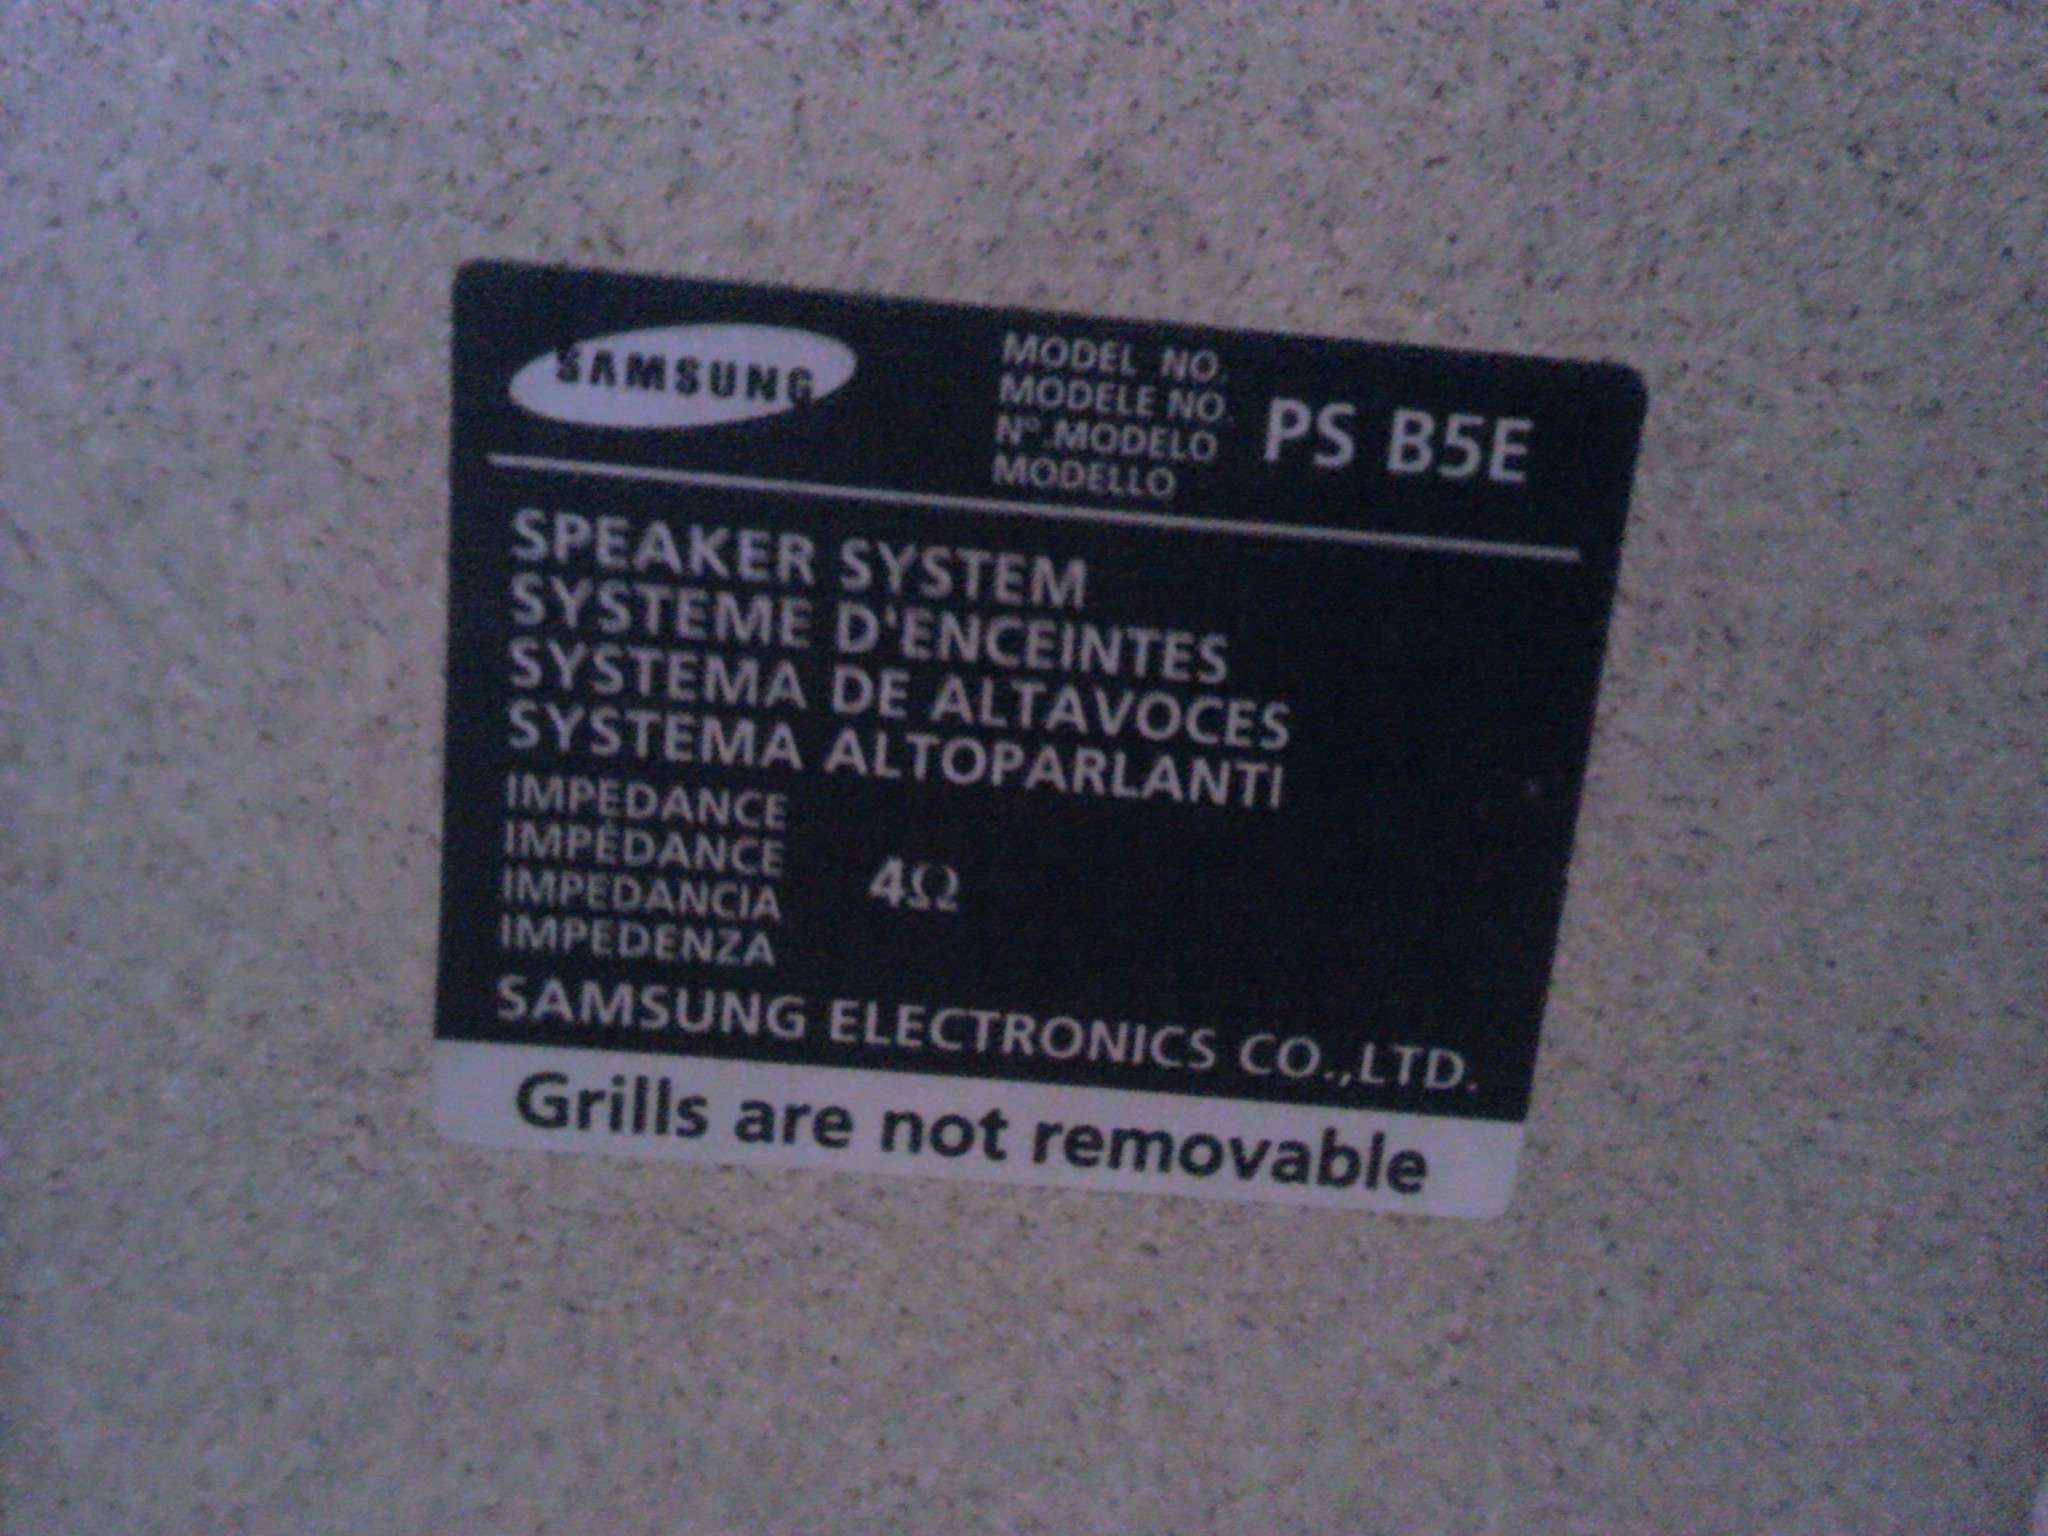 SAMSUNG
MODEL NO.
MODELE NO.
Nº.MODELO
MODELLO
PS B5E
SPEAKER SYSTEM
SYSTEME D'ENCEINTES
SYSTEMA DE ALTAVOCES
SYSTEMA ALTOPARLANTI
IMPEDANCE
IMPÉDANCE
IMPEDANCIA
IMPEDENZA
4Ω
SAMSUNG ELECTRONICS CO.,LTD.
Grills are not removable